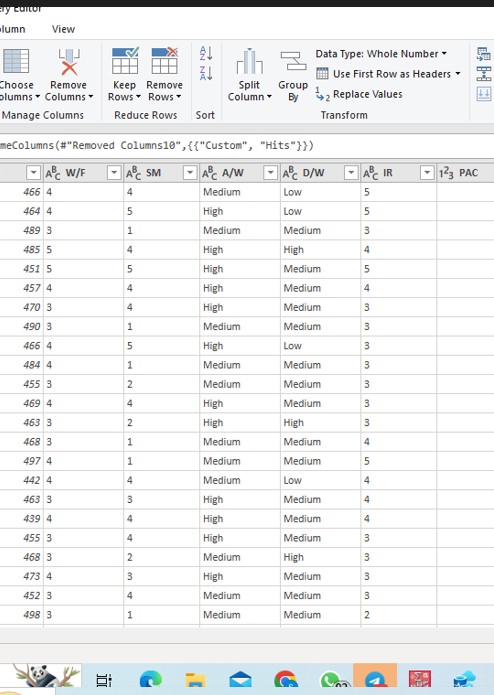 ery Editor
olumn View
Choose Remove Keep Remove Split Group Data Type: Whole Number
olumns Columns Rows Rows Column By Use First Row as Headers
1 2 Replace Values
Manage Columns Reduce Rows Sort Transform
meColumns(#"Removed Columns10",{{"Custom", "Hits"}})
ABC W/F ABC SM ABC A/W ABC D/W ABC IR 123 PAC
466 4 4 Medium Low 5
464 4 5 High Low 5
489 3 1 Medium Medium 3
485 5 4 High High 4
451 5 5 High Medium 5
457 4 4 High Medium 4
470 3 4 High Medium 3
490 3 1 Medium Medium 3
466 4 5 High Low 3
484 4 1 Medium Medium 3
455 3 2 Medium Medium 3
469 4 4 High Medium 3
463 3 2 High High 3
468 3 1 Medium Medium 4
497 4 1 Medium Medium 5
442 4 4 Medium Low 4
463 3 3 High Medium 4
439 4 4 High Medium 4
455 3 4 High Medium 3
468 3 2 Medium High 3
473 4 3 High Medium 3
452 3 4 Medium Medium 3
498 3 1 Medium Medium 2